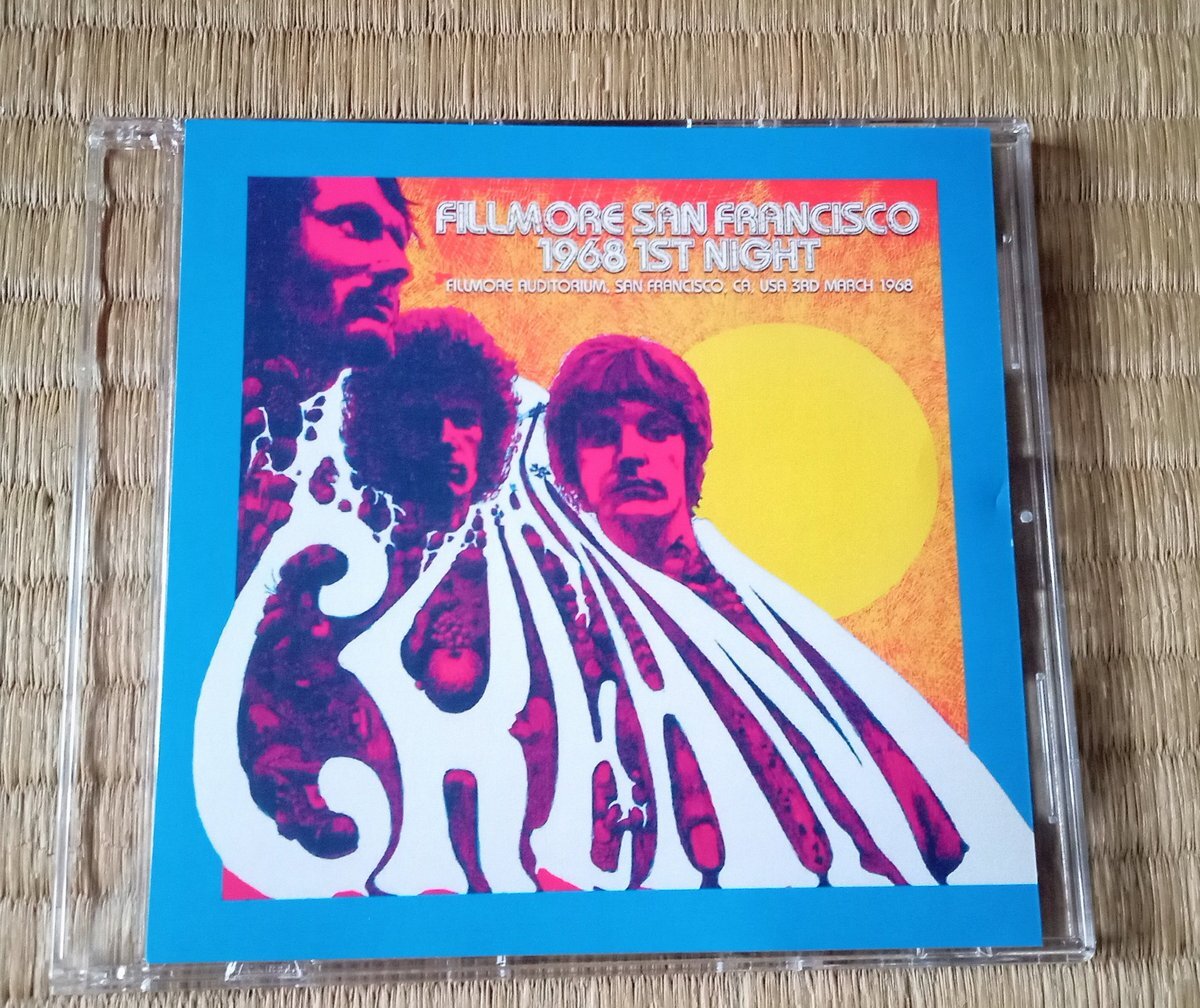 FILLMORE SAN FRANCISCO
1968 1ST NIGHT
FILLMORE AUDITORIUM, SAN FRANCISCO, CA, USA 3RD MARCH 1968
CREAM